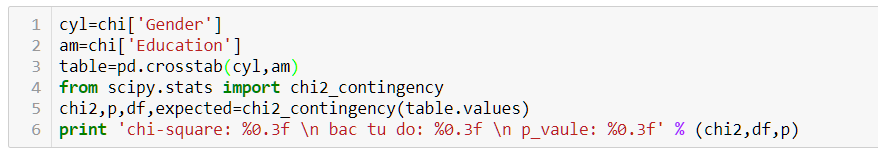 1 cyl=chi['Gender']
2 am=chi['Education']
3 table=pd.crosstab(cyl,am)
4 from scipy.stats import chi2_contingency
5 chi2,p,df,expected=chi2_contingency(table.values)
6 print 'chi-square: %0.3f \n bac tu do: %0.3f \n p_vaule: %0.3f' % (chi2,df,p)